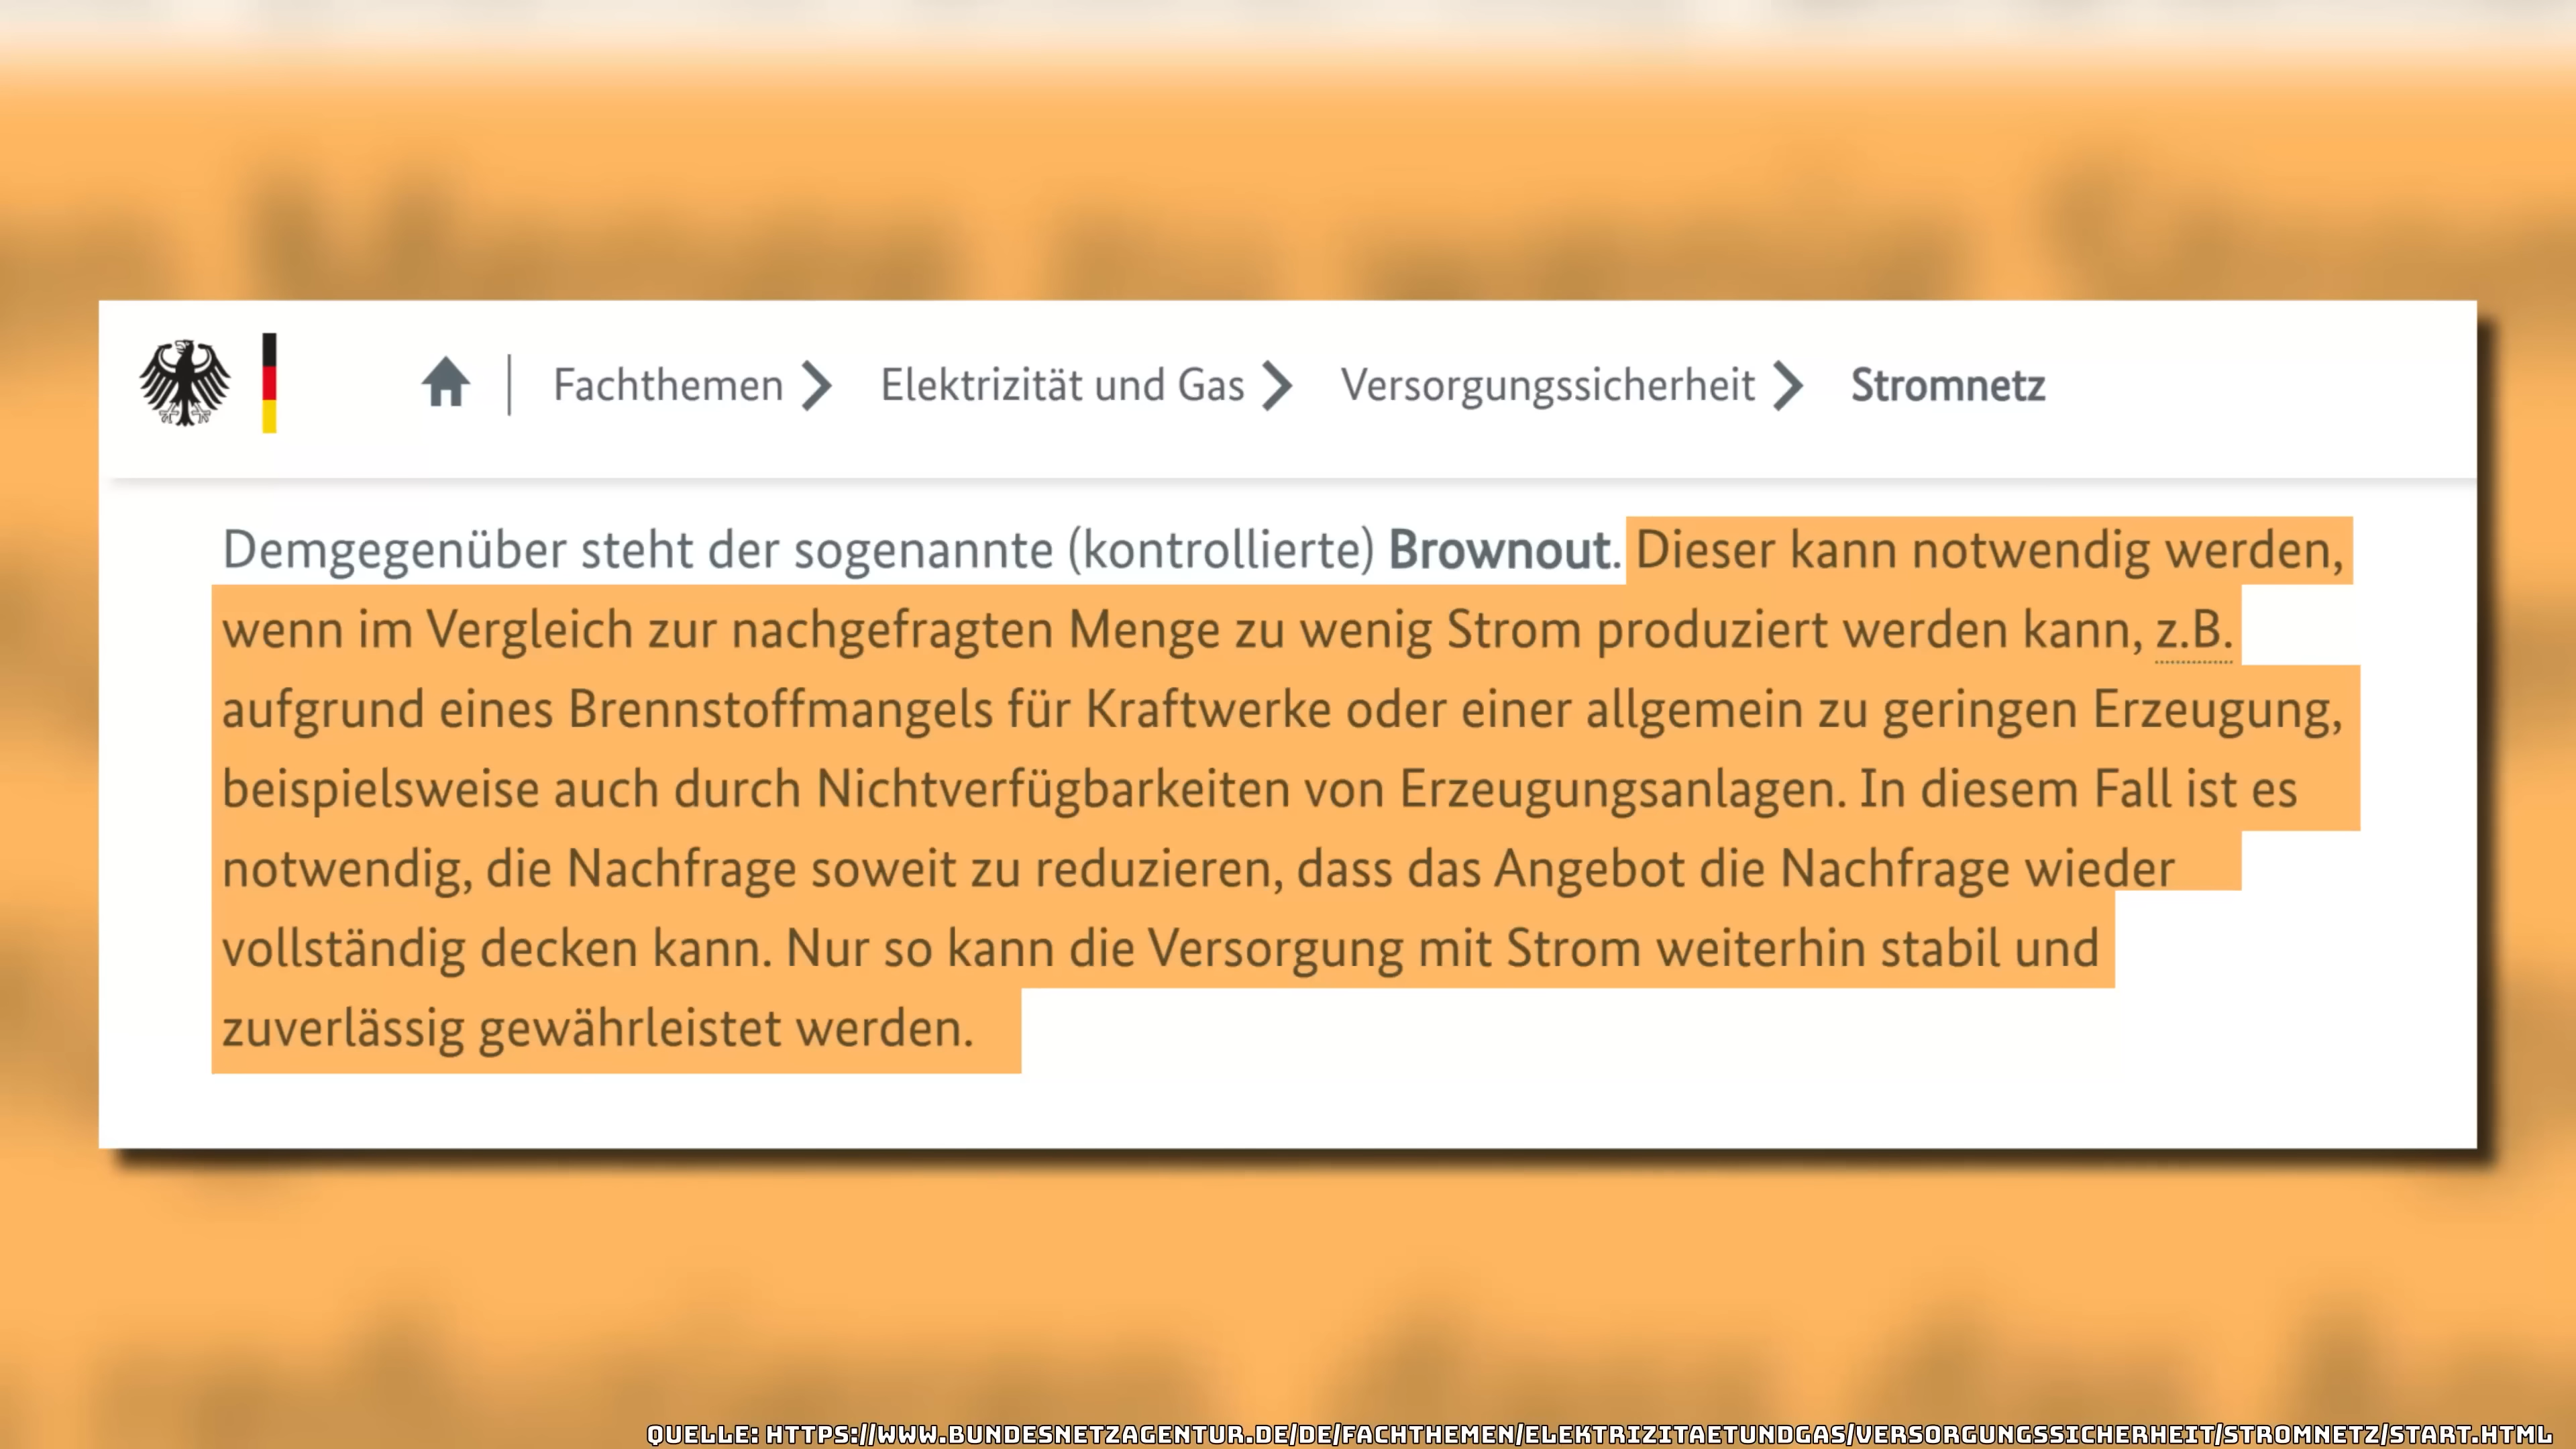 Fachthemen Elektrizität und Gas Versorgungssicherheit Stromnetz
Demgegenüber steht der sogenannte (kontrollierte) Brownout. Dieser kann notwendig werden,
wenn im Vergleich zur nachgefragten Menge zu wenig Strom produziert werden kann, z.B.
aufgrund eines Brennstoffmangels für Kraftwerke oder einer allgemein zu geringen Erzeugung,
beispielsweise auch durch Nichtverfügbarkeiten von Erzeugungsanlagen. In diesem Fall ist es
notwendig, die Nachfrage soweit zu reduzieren, dass das Angebot die Nachfrage wieder
vollständig decken kann. Nur so kann die Versorgung mit Strom weiterhin stabil und
zuverlässig gewährleistet werden.
QUELLE: HTTPS://WWW.BUNDESNETZAGENTUR.DE/DE/FACHTHEMEN/ELEKTRIZITAETUNDGAS/VERSORGUNGSSICHERHEIT/STROMNETZ/START.HTML